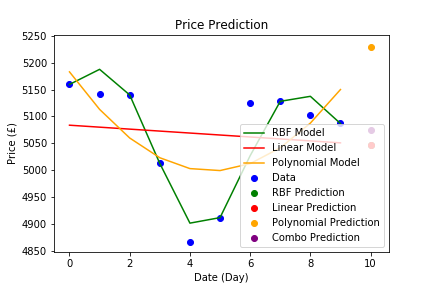 Price Prediction
Price (£)
5250
5200
5150
5100
5050
5000
4950
4900
4850
0
2
4
6
8
10
Date (Day)
RBF Model
Linear Model
Polynomial Model
Data
RBF Prediction
Linear Prediction
Polynomial Prediction
Combo Prediction